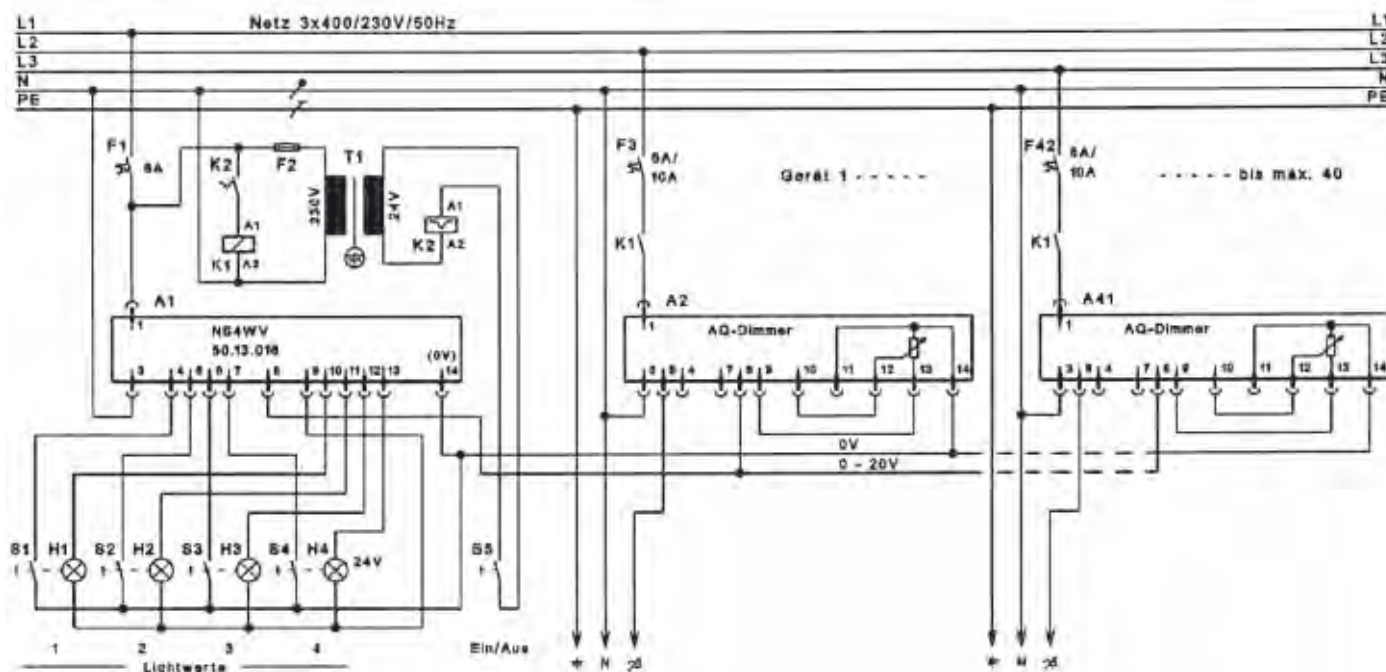 L1 Netz 3x400/230V/50Hz L1
L2 L2
L3 L3
N N
PE PE
F1 6A
K2 F2 T1
230V 24V
A1
K1 A2
A1
K2 A2
F3 6A/
10A
Gerät 1 - - - - - -
F42 6A/
10A
- - - - - - bis max. 40
K1 K1
A1 A2 A41
1 NS4WV
50.13.016
(0V)
3 4 5 6 7 8 9 10 11 12 13 14
1 AQ-Dimmer
3 5 4 7 8 9 10 11 12 13 14
1 AQ-Dimmer
3 5 4 7 8 9 10 11 12 13 14
0V
0 - 20V
S1 H1 S2 H2 S3 H3 S4 H4 24V S5
1 2 3 4 Ein/Aus
Lichtwerte
N N